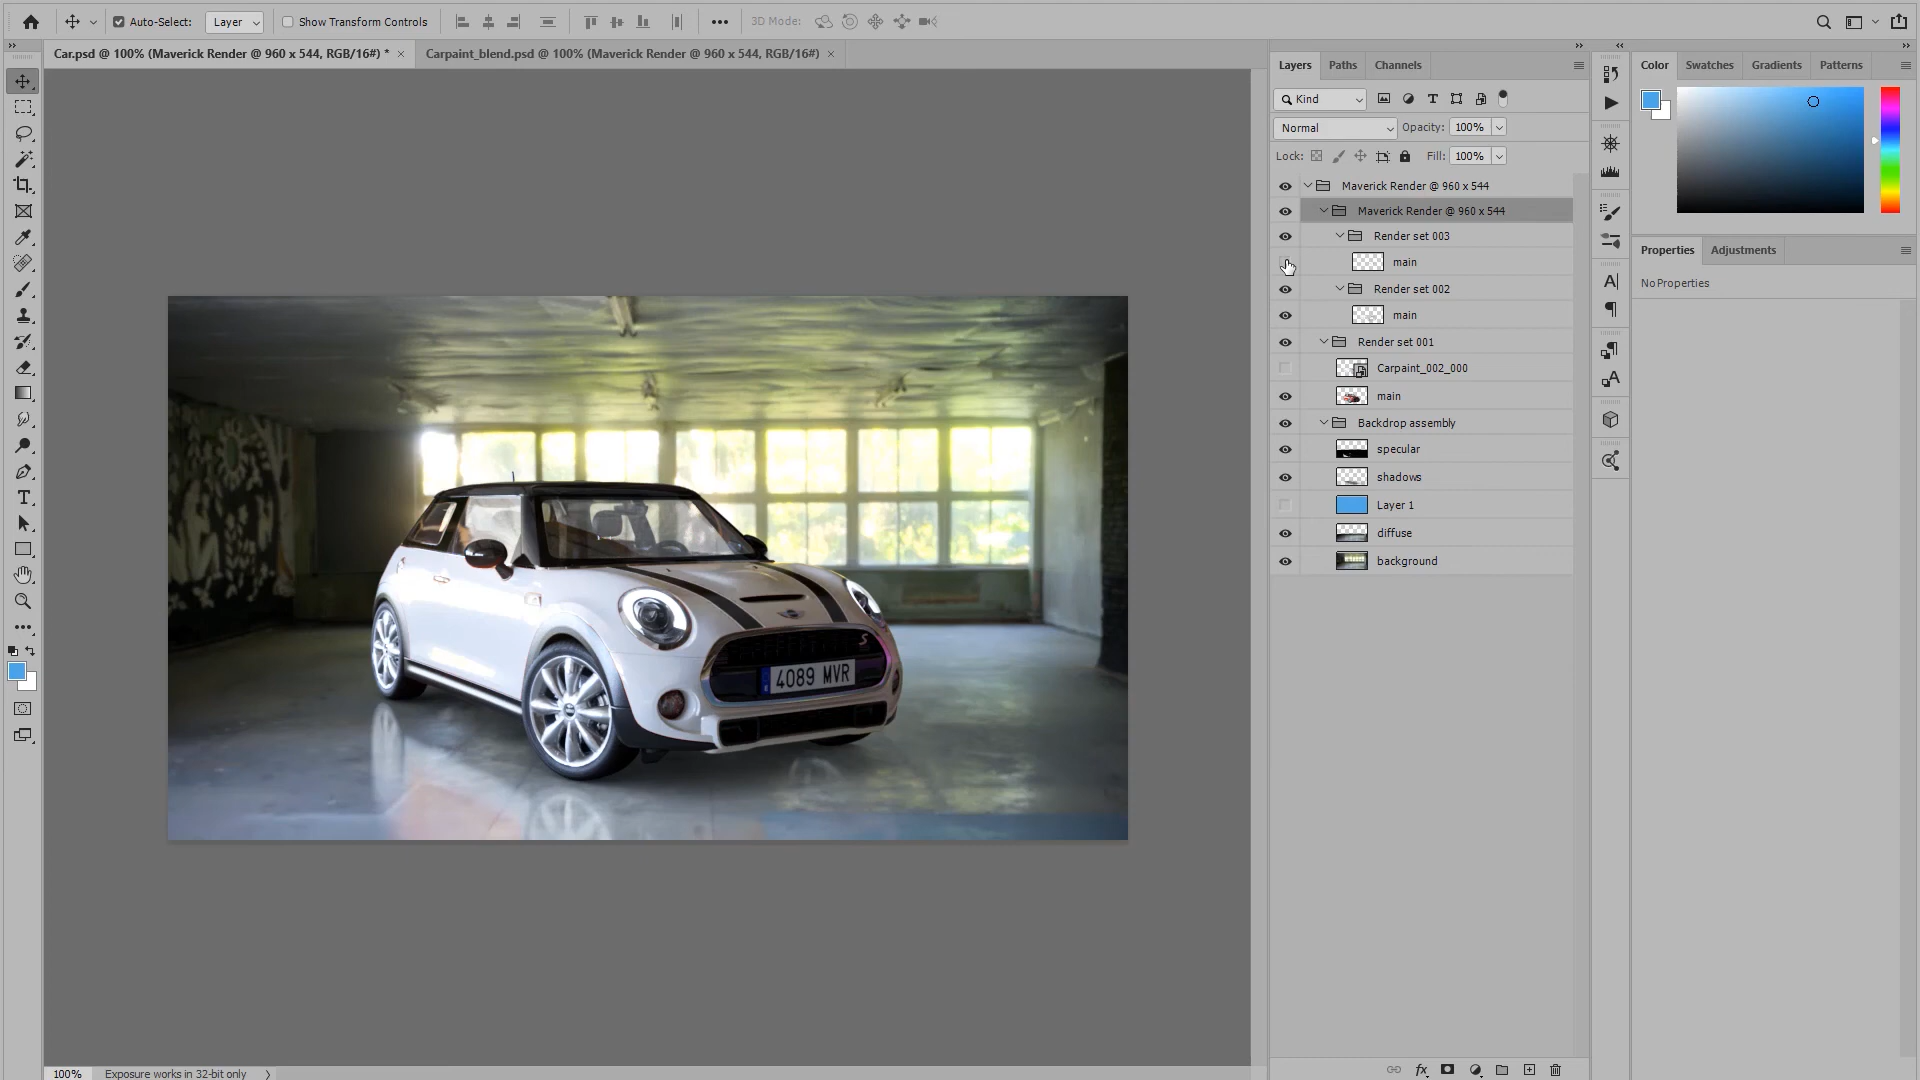 Auto-Select: Layer Show Transform Controls 3D Mode:
Car.psd @ 100% (Maverick Render @ 960 x 544, RGB/16#) * × Carpaint_blend.psd @ 100% (Maverick Render @ 960 x 544, RGB/16#) ×
Layers Paths Channels
Kind
Normal Opacity: 100%
Lock: Fill: 100%
Maverick Render @ 960 x 544
Maverick Render @ 960 x 544
Render set 003
main
Render set 002
main
Render set 001
Carpaint_002_000
main
Backdrop assembly
specular
shadows
Layer 1
diffuse
background
Color Swatches Gradients Patterns
Properties Adjustments
No Properties
S
4089 MVR
100% Exposure works in 32-bit only